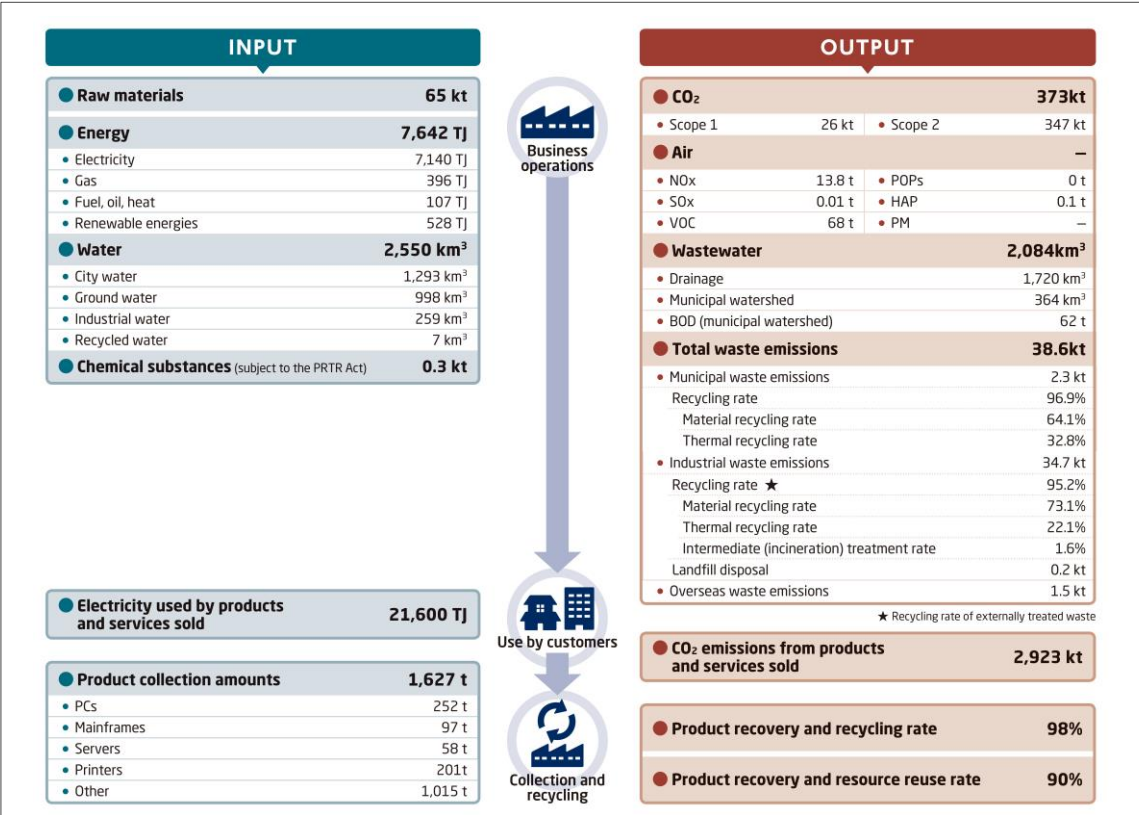 INPUT
Raw materials 65 kt
Energy 7,642 TJ
• Electricity 7,140 TJ
• Gas 396 TJ
• Fuel, oil, heat 107 TJ
• Renewable energies 528 TJ
Water 2,550 km³
• City water 1,293 km³
• Ground water 998 km³
• Industrial water 259 km³
• Recycled water 7 km³
Chemical substances (subject to the PRTR Act) 0.3 kt
Electricity used by products
and services sold 21,600 TJ
Product collection amounts 1,627 t
• PCs 252 t
• Mainframes 97 t
• Servers 58 t
• Printers 201t
• Other 1,015 t
Business
operations
Use by customers
Collection and
recycling
OUTPUT
CO₂ 373kt
• Scope 1 26 kt • Scope 2 347 kt
Air –
• NOx 13.8 t • POPs 0 t
• SOx 0.01 t • HAP 0.1 t
• VOC 68 t • PM –
Wastewater 2,084km³
• Drainage 1,720 km³
• Municipal watershed 364 km³
• BOD (municipal watershed) 62 t
Total waste emissions 38.6kt
• Municipal waste emissions 2.3 kt
Recycling rate 96.9%
Material recycling rate 64.1%
Thermal recycling rate 32.8%
• Industrial waste emissions 34.7 kt
Recycling rate ★ 95.2%
Material recycling rate 73.1%
Thermal recycling rate 22.1%
Intermediate (incineration) treatment rate 1.6%
Landfill disposal 0.2 kt
• Overseas waste emissions 1.5 kt
★ Recycling rate of externally treated waste
CO₂ emissions from products
and services sold 2,923 kt
Product recovery and recycling rate 98%
Product recovery and resource reuse rate 90%